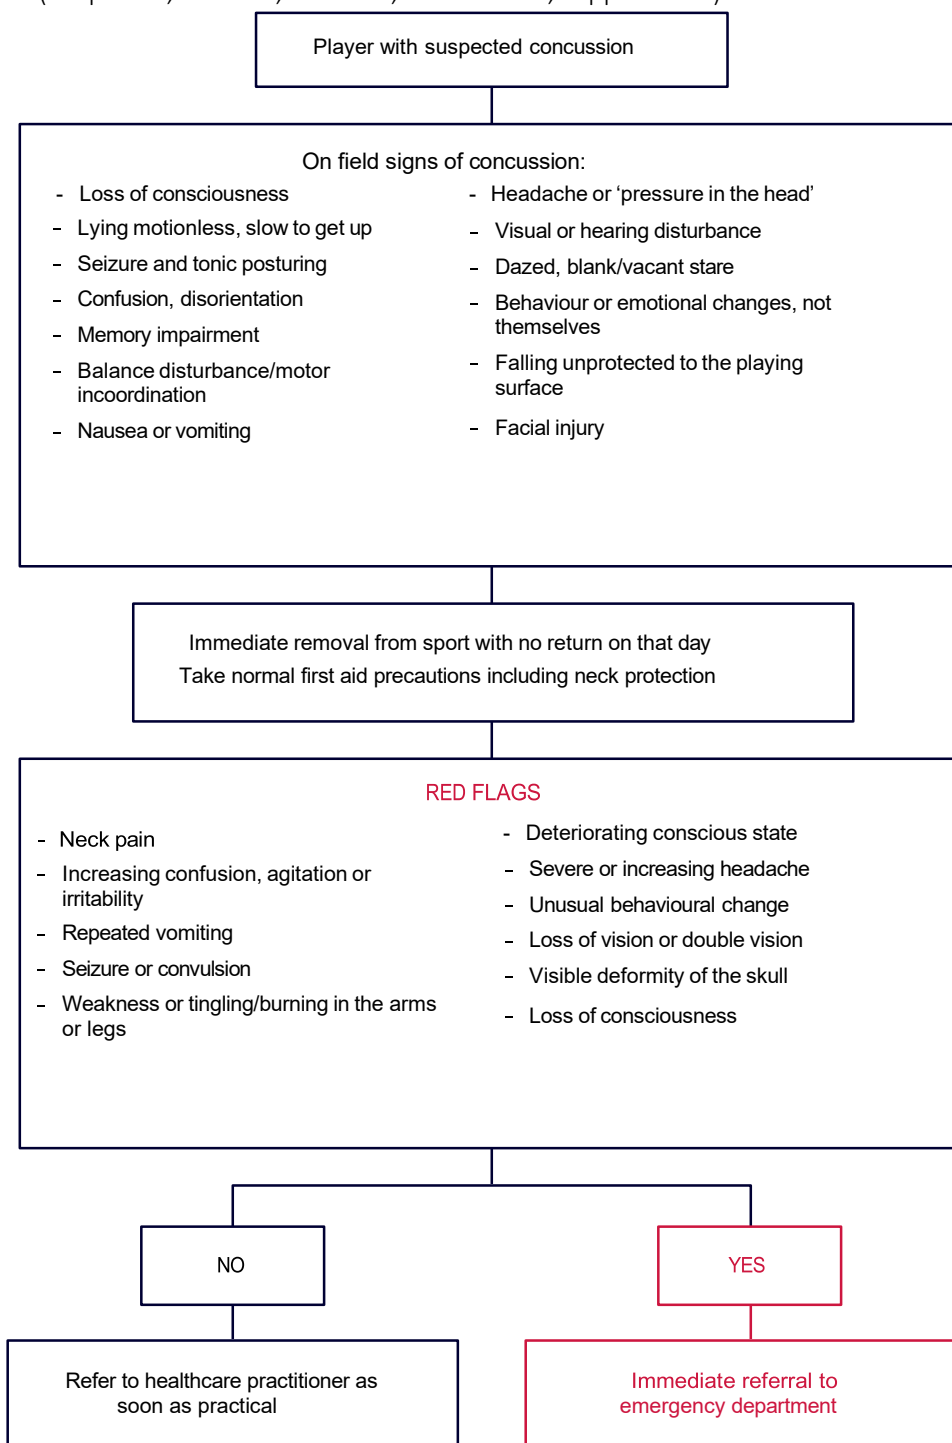 Player with suspected concussion
On field signs of concussion:
- Loss of consciousness
- Lying motionless, slow to get up
- Seizure and tonic posturing
- Confusion, disorientation
- Memory impairment
- Balance disturbance/motor
incoordination
- Nausea or vomiting
- Headache or ‘pressure in the head’
- Visual or hearing disturbance
- Dazed, blank/vacant stare
- Behaviour or emotional changes, not
themselves
- Falling unprotected to the playing
surface
- Facial injury
Immediate removal from sport with no return on that day
Take normal first aid precautions including neck protection
RED FLAGS
- Neck pain
- Increasing confusion, agitation or
irritability
- Repeated vomiting
- Seizure or convulsion
- Weakness or tingling/burning in the arms
or legs
- Deteriorating conscious state
- Severe or increasing headache
- Unusual behavioural change
- Loss of vision or double vision
- Visible deformity of the skull
- Loss of consciousness
NO
YES
Refer to healthcare practitioner as
soon as practical
Immediate referral to
emergency department